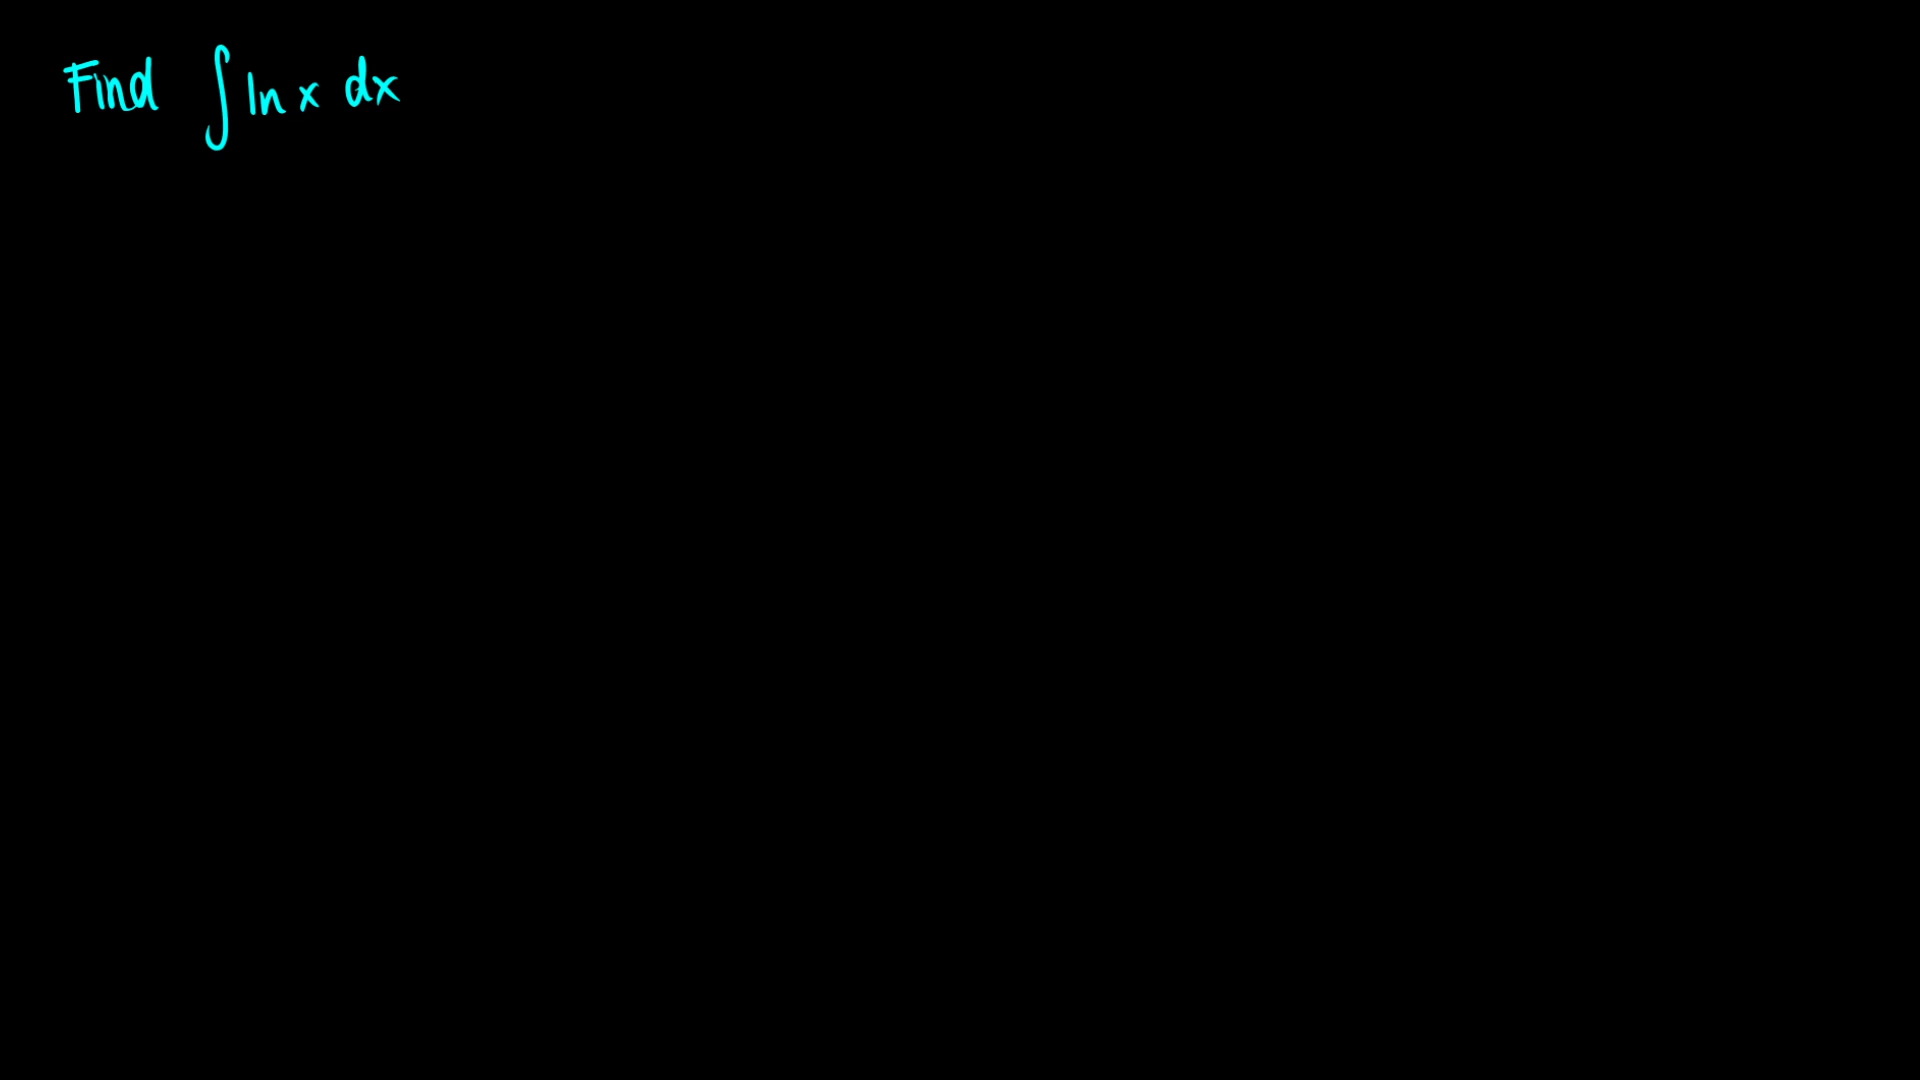 Find ∫ ln x dx